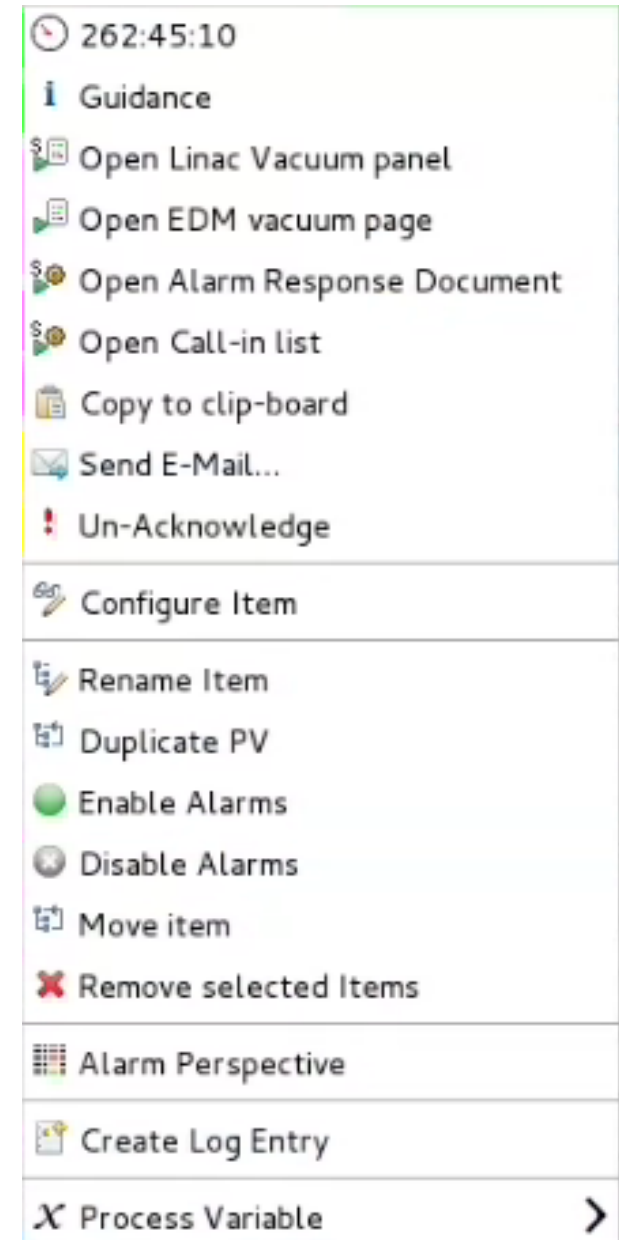 262:45:10
Guidance
Open Linac Vacuum panel
Open EDM vacuum page
Open Alarm Response Document
Open Call-in list
Copy to clip-board
Send E-Mail...
Un-Acknowledge
Configure Item
Rename Item
Duplicate PV
Enable Alarms
Disable Alarms
Move item
Remove selected Items
Alarm Perspective
Create Log Entry
Process Variable